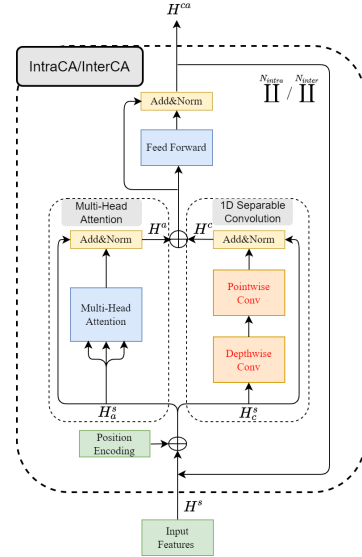 H^{ca}
IntraCA/InterCA
N_{intra} N_{inter}
∐ / ∐
Add&Norm
Feed Forward
Multi-Head
Attention
1D Separable
Convolution
H^a
H^c
Add&Norm
Add&Norm
Multi-Head
Attention
Pointwise
Conv
Depthwise
Conv
H_a^s
H_c^s
Position
Encoding
H^s
Input
Features